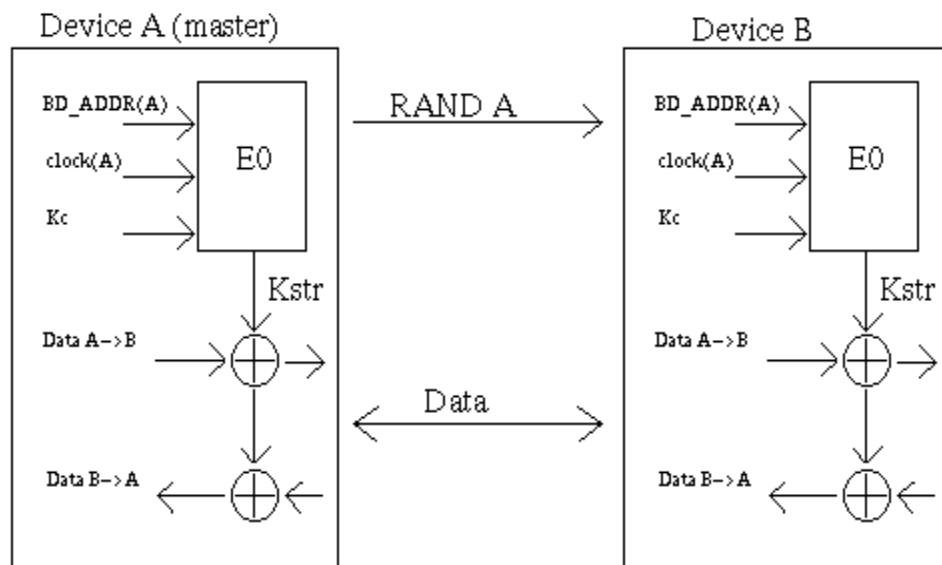 Device A (master)
BD_ADDR(A)
clock(A)
Kc
E0
Kstr
Data A->B
Data B->A
RAND A
Data
Device B
BD_ADDR(A)
clock(A)
Kc
E0
Kstr
Data A->B
Data B->A